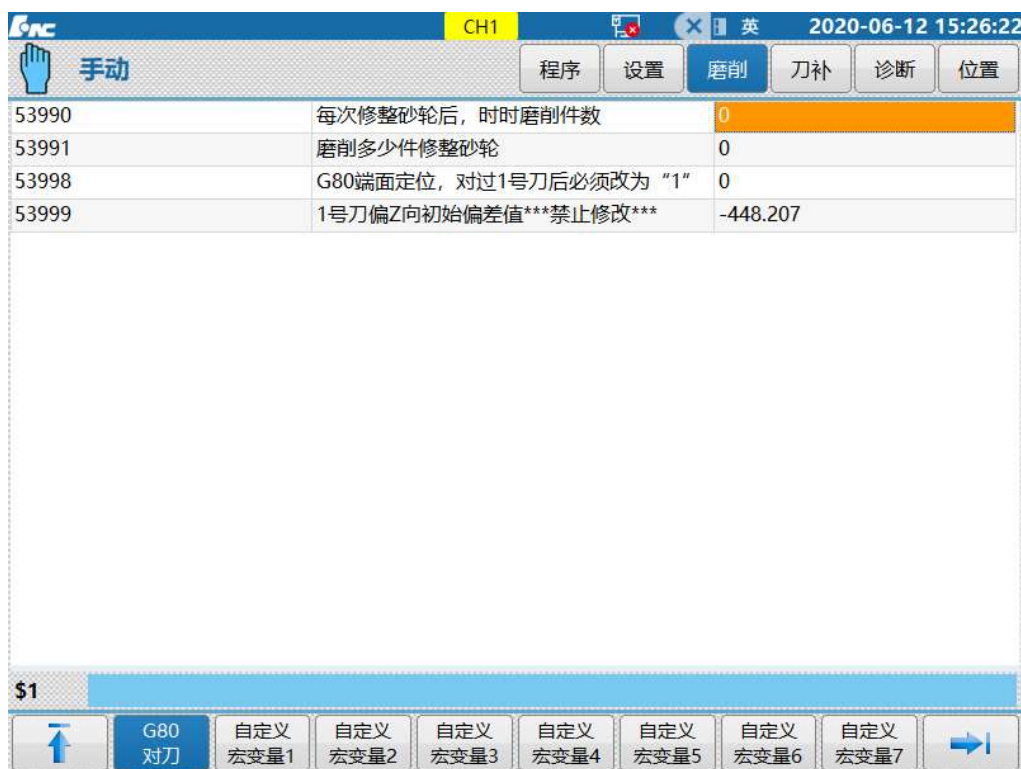 HNC CH1 英 2020-06-12 15:26:22
手动 程序 设置 磨削 刀补 诊断 位置
53990 每次修整砂轮后，时时磨削件数 0
53991 磨削多少件修整砂轮 0
53998 G80端面定位，对过1号刀后必须改为“1” 0
53999 1号刀偏Z向初始偏差值***禁止修改*** -448.207
$1
G80 自定义 自定义 自定义 自定义 自定义 自定义 自定义
对刀 宏变量1 宏变量2 宏变量3 宏变量4 宏变量5 宏变量6 宏变量7